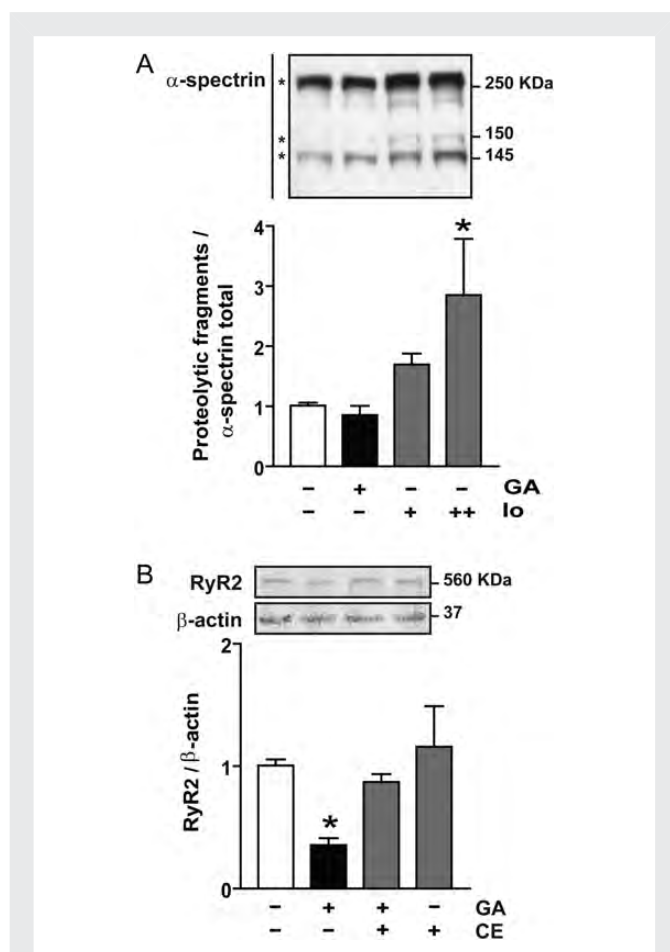 A
α-spectrin
*
*
*
250 KDa
150
145
Proteolytic fragments /
α-spectrin total
4
3
2
1
0
*
– + – – GA
– – + ++ Io
B
RyR2
560 KDa
β-actin
37
RyR2 / β-actin
2
1
0
*
– + + – GA
– – + + CE